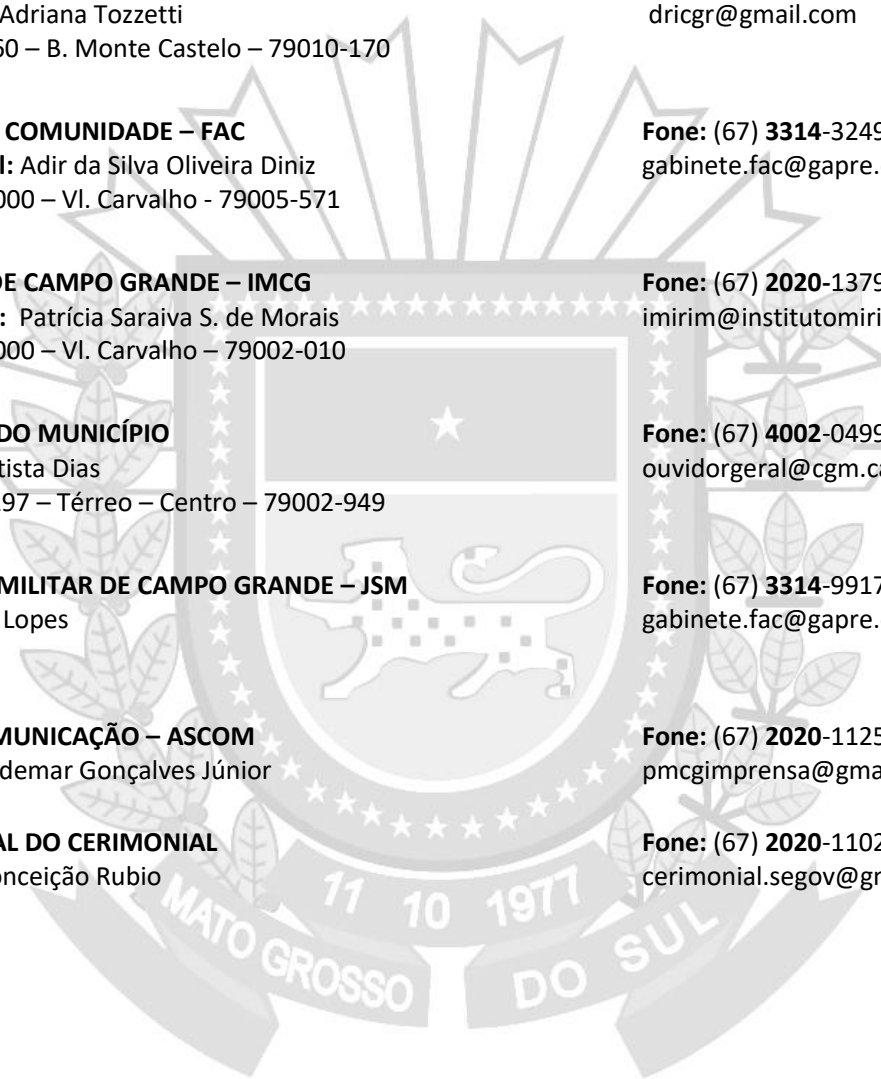 Adriana Tozzetti dricgr@gmail.com
60 – B. Monte Castelo – 79010-170
COMUNIDADE – FAC Fone: (67) 3314-3249
l: Adir da Silva Oliveira Diniz gabinete.fac@gapre.
000 – Vl. Carvalho - 79005-571
DE CAMPO GRANDE – IMCG Fone: (67) 2020-1379
: Patrícia Saraiva S. de Morais imirim@institutomiri
000 – Vl. Carvalho – 79002-010
DO MUNICÍPIO Fone: (67) 4002-0499
tista Dias ouvidorgeral@cgm.ca
297 – Térreo – Centro – 79002-949
MILITAR DE CAMPO GRANDE – JSM Fone: (67) 3314-9917
Lopes gabinete.fac@gapre.
MUNICAÇÃO – ASCOM Fone: (67) 2020-1125
demar Gonçalves Júnior pmcgimprensa@gma
AL DO CERIMONIAL Fone: (67) 2020-1102
onceição Rubio cerimonial.segov@gm
11 10 1977
MATO GROSSO DO SUL